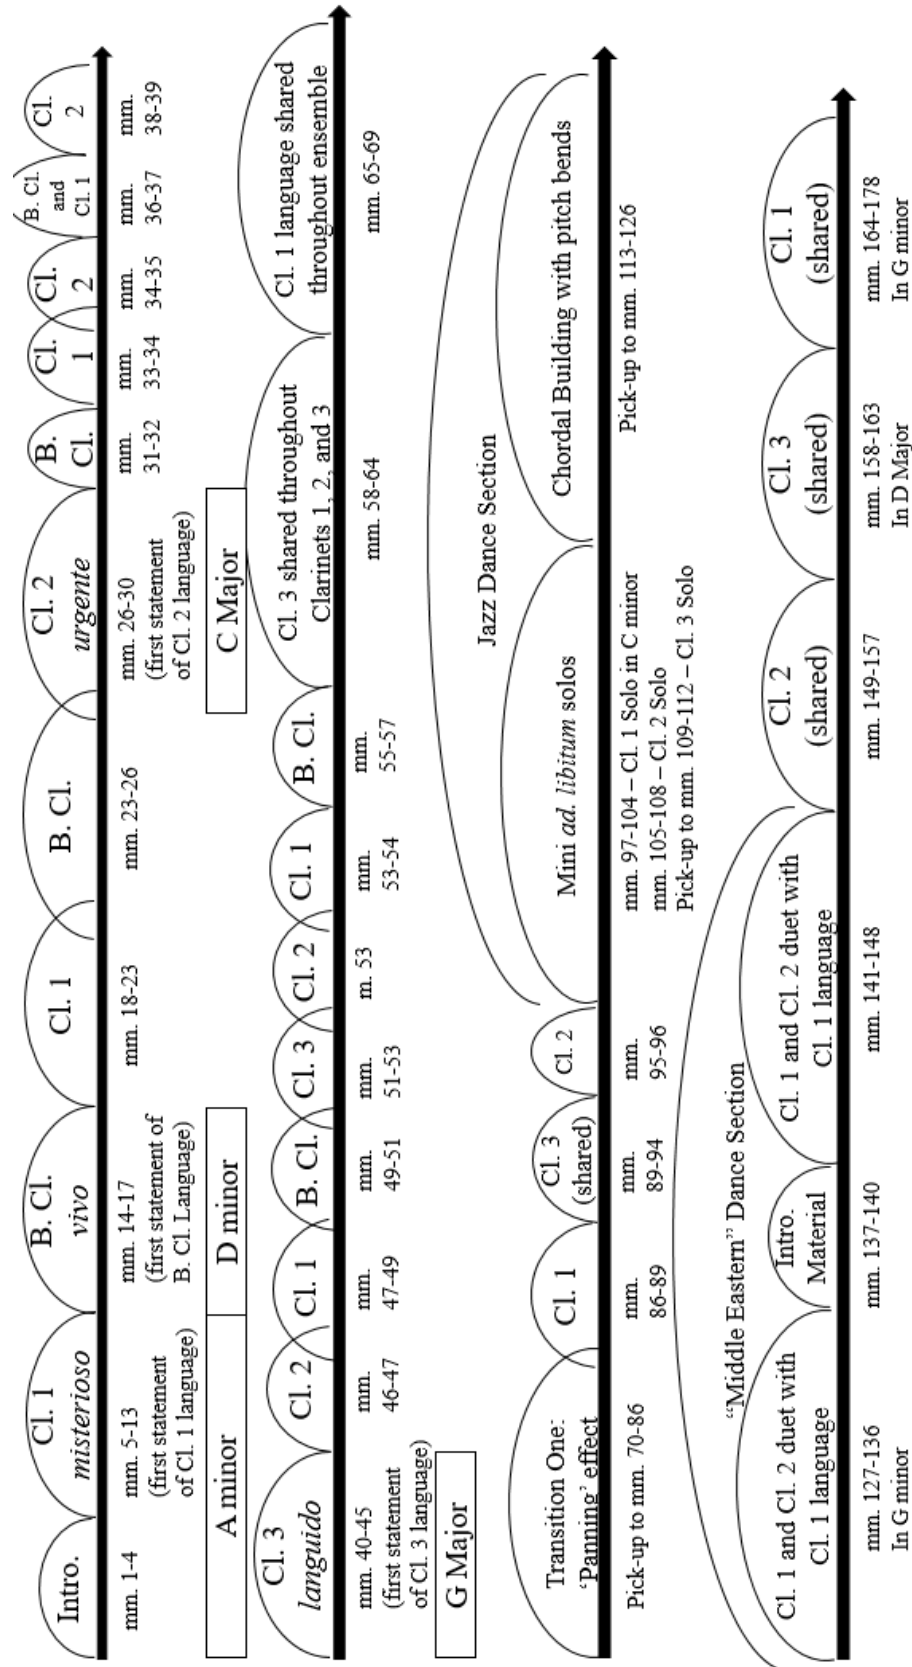 Intro.
Cl. 1
misterioso
B. Cl.
vivo
Cl. 1
B. Cl.
Cl. 2
urgente
B.
Cl.
Cl.
1
Cl.
2
B. Cl.
and
Cl. 1
Cl.
2
mm. 1-4
mm. 5-13
(first statement
of Cl. 1 language)
mm. 14-17
(first statement of
B. Cl. Language)
mm. 18-23
mm. 23-26
mm. 26-30
(first statement
of Cl. 2 language)
mm.
31-32
mm.
33-34
mm.
34-35
mm.
36-37
mm.
38-39
A minor
D minor
C Major
Cl. 3
languido
Cl. 2
Cl. 1
B. Cl.
Cl. 3
Cl. 2
Cl. 1
B. Cl.
Cl. 3 shared throughout
Clarinets 1, 2, and 3
Cl. 1 language shared
throughout ensemble
mm. 40-45
(first statement
of Cl. 3 language)
mm.
46-47
mm.
47-49
mm.
49-51
mm.
51-53
m. 53
mm.
53-54
mm.
55-57
mm. 58-64
mm. 65-69
G Major
Jazz Dance Section
Transition One:
‘Panning’ effect
Cl. 1
Cl. 3
(shared)
Cl. 2
Mini ad. libitum solos
Chordal Building with pitch bends
Pick-up to mm. 70-86
mm.
86-89
mm.
89-94
mm.
95-96
mm. 97-104 – Cl. 1 Solo in C minor
mm. 105-108 – Cl. 2 Solo
Pick-up to mm. 109-112 – Cl. 3 Solo
Pick-up to mm. 113-126
“Middle Eastern” Dance Section
Cl. 1 and Cl. 2 duet with
Cl. 1 language
Intro.
Material
Cl. 1 and Cl. 2 duet with
Cl. 1 language
Cl. 2
(shared)
Cl. 3
(shared)
Cl. 1
(shared)
mm. 127-136
In G minor
mm. 137-140
mm. 141-148
mm. 149-157
mm. 158-163
In D Major
mm. 164-178
In G minor